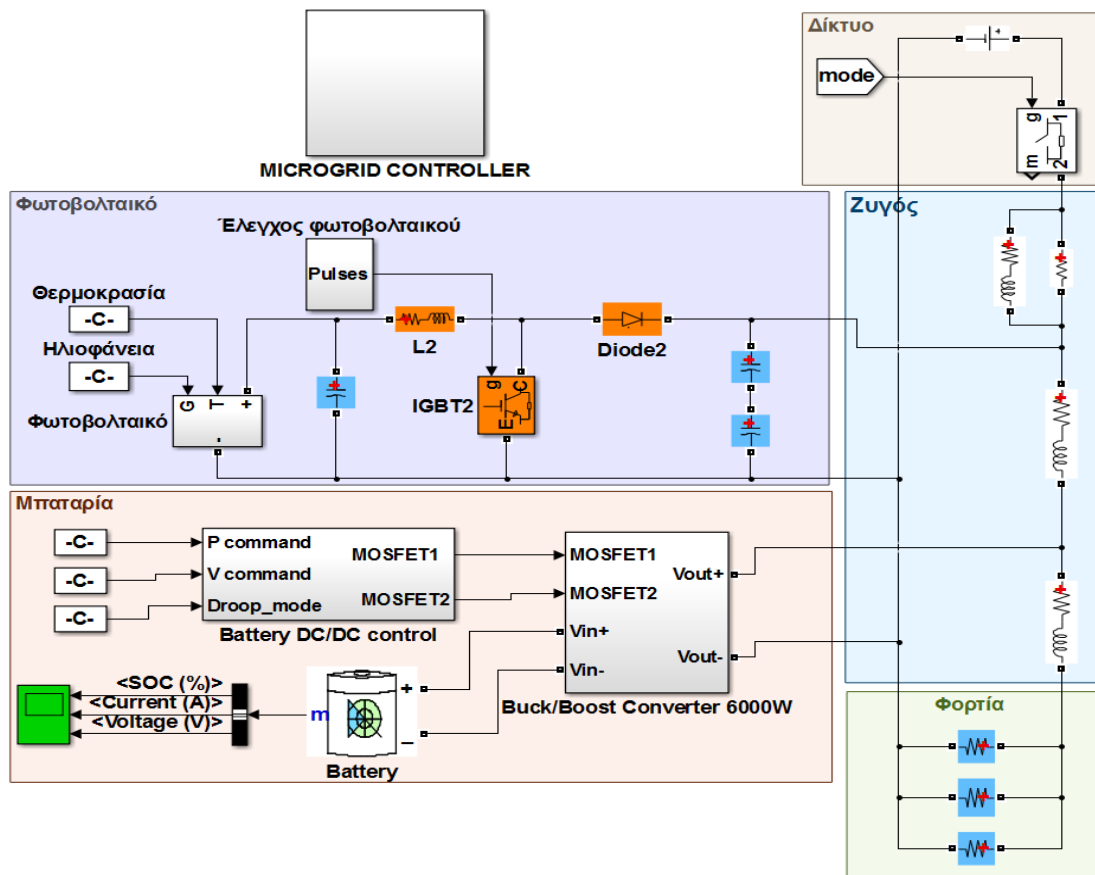 Δίκτυο
mode
g
1
m
2
MICROGRID CONTROLLER
Φωτοβολταικό
Έλεγχος φωτοβολταικού
Pulses
Θερμοκρασία
-C-
Ηλιοφάνεια
-C-
Φωτοβολταικό
G
T
+
-
L2
g
C
E
IGBT2
Diode2
Ζυγός
Μπαταρία
-C-
-C-
-C-
P command
V command
Droop_mode
MOSFET1
MOSFET2
Battery DC/DC control
MOSFET1
MOSFET2
Vin+
Vin-
Vout+
Vout-
Buck/Boost Converter 6000W
<SOC (%)>
<Current (A)>
<Voltage (V)>
m
+
–
Battery
Φορτία